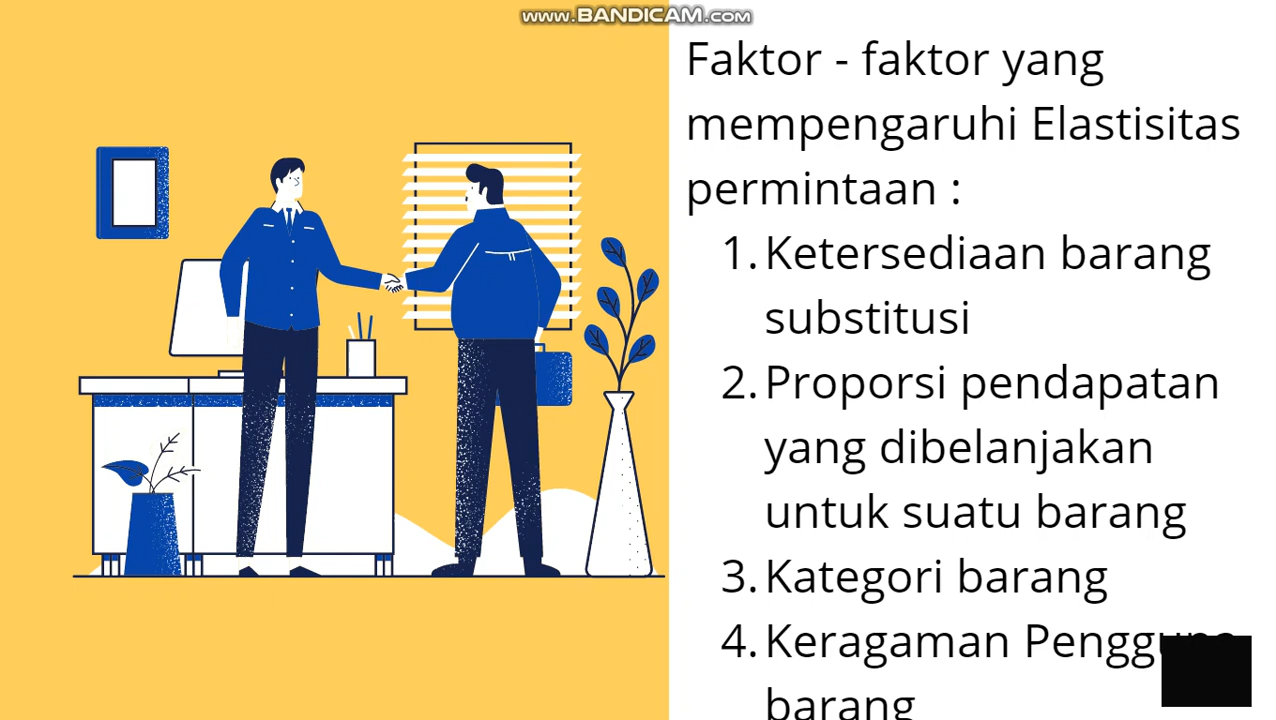 www.BANDICAM.com
Faktor - faktor yang
mempengaruhi Elastisitas
permintaan :
1. Ketersediaan barang
substitusi
2. Proporsi pendapatan
yang dibelanjakan
untuk suatu barang
3. Kategori barang
4. Keragaman
barang